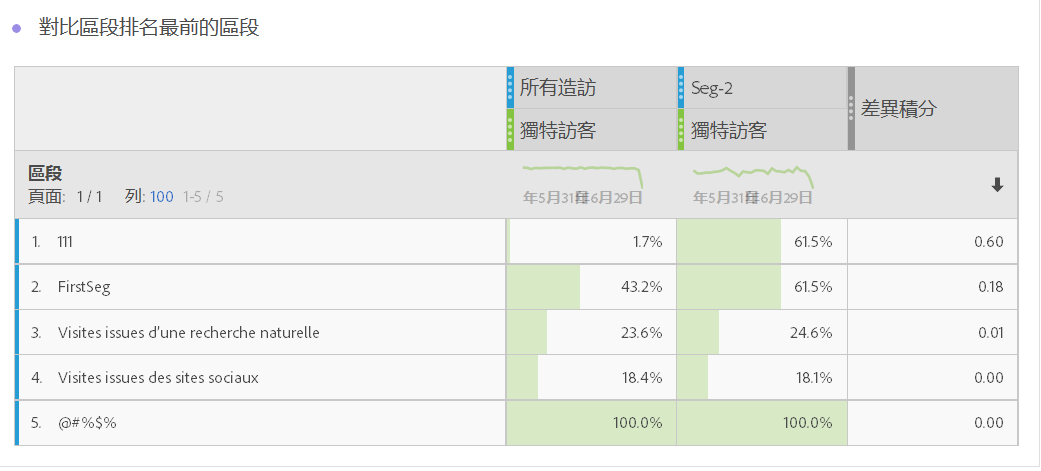 對比區段排名最前的區段
所有造訪 Seg-2 差異積分
獨特訪客 獨特訪客
區段
頁面: 1 / 1 列: 100 1-5 / 5
年5月31日 年6月29日 年5月31日 年6月29日
1. 111 1.7% 61.5% 0.60
2. FirstSeg 43.2% 61.5% 0.18
3. Visites issues d'une recherche naturelle 23.6% 24.6% 0.01
4. Visites issues des sites sociaux 18.4% 18.1% 0.00
5. @#%$% 100.0% 100.0% 0.00